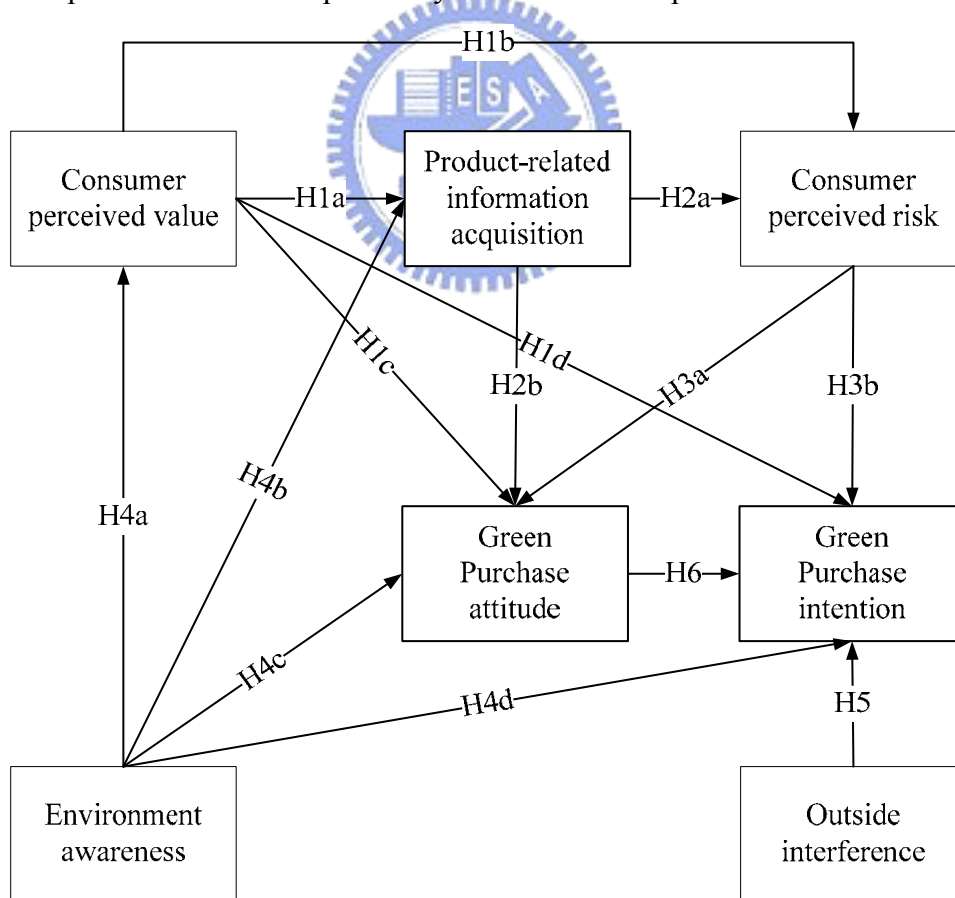 H1b
E S A
Consumer
perceived value
H1a
Product-related
information
acquisition
H2a
Consumer
perceived risk
H1c
H1d
H2b
H3a
H3b
H4b
H4a
Green
Purchase
attitude
H6
Green
Purchase
intention
H4c
H4d
H5
Environment
awareness
Outside
interference